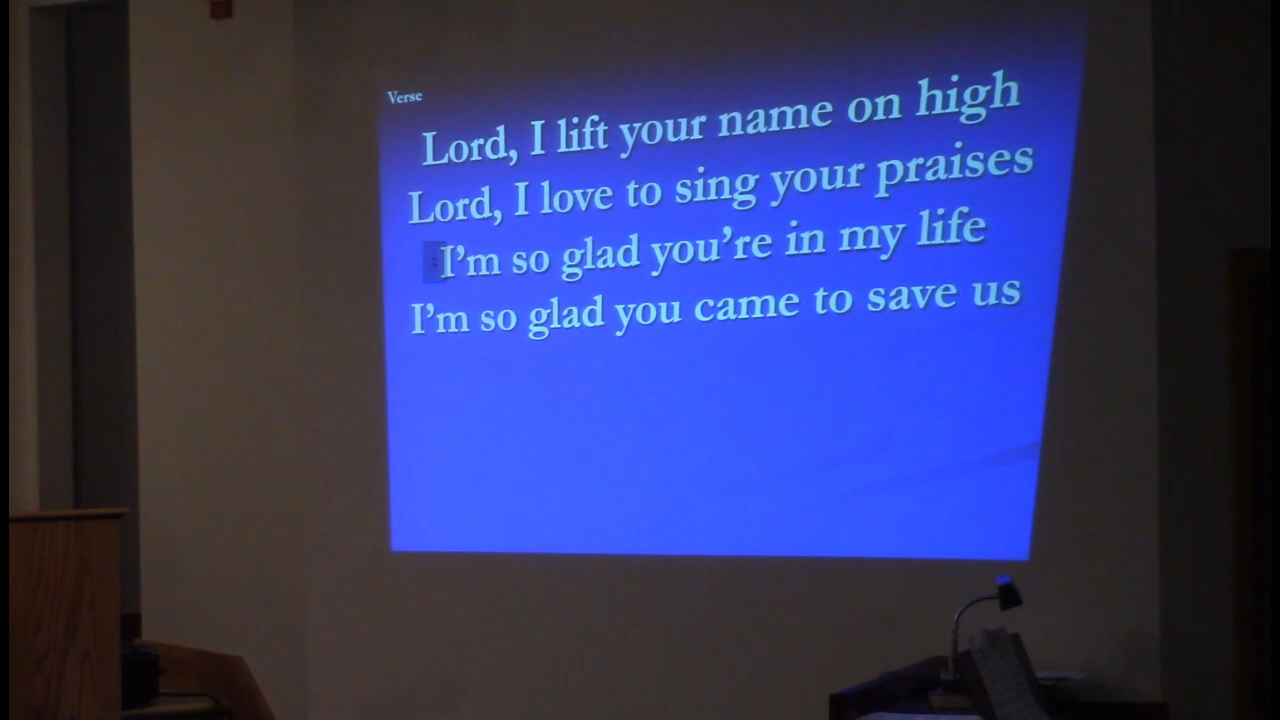 Verse
Lord, I lift your name on high
Lord, I love to sing your praises
I'm so glad you're in my life
I'm so glad you came to save us